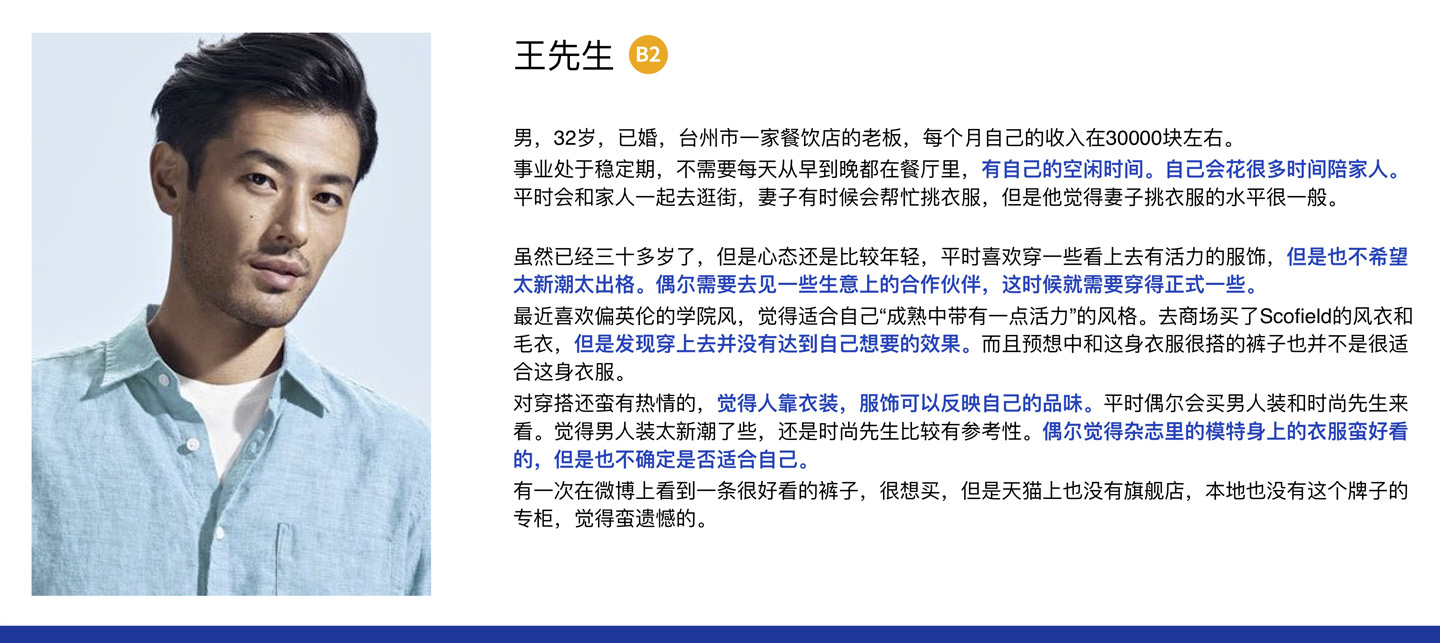 王先生 B2
男，32岁，已婚，台州市一家餐饮店的老板，每个月自己的收入在30000块左右。
事业处于稳定期，不需要每天从早到晚都在餐厅里，有自己的空闲时间。自己会花很多时间陪家人。
平时会和家人一起去逛街，妻子有时候会帮忙挑衣服，但是他觉得妻子挑衣服的水平很一般。
虽然已经三十多岁了，但是心态还是比较年轻，平时喜欢穿一些看上去有活力的服饰，但是也不希望
太新潮太出格。偶尔需要去见一些生意上的合作伙伴，这时候就需要穿得正式一些。
最近喜欢偏英伦的学院风，觉得适合自己“成熟中带有一点活力”的风格。去商场买了Scofield的风衣和
毛衣，但是发现穿上去并没有达到自己想要的效果。而且预想中和这身衣服很搭的裤子也并不是很适
合这身衣服。
对穿搭还蛮有热情的，觉得人靠衣装，服饰可以反映自己的品味。平时偶尔会买男人装和时尚先生来
看。觉得男人装太新潮了些，还是时尚先生比较有参考性。偶尔觉得杂志里的模特身上的衣服蛮好看
的，但是也不确定是否适合自己。
有一次在微博上看到一条很好看的裤子，很想买，但是天猫上也没有旗舰店，本地也没有这个牌子的
专柜，觉得蛮遗憾的。